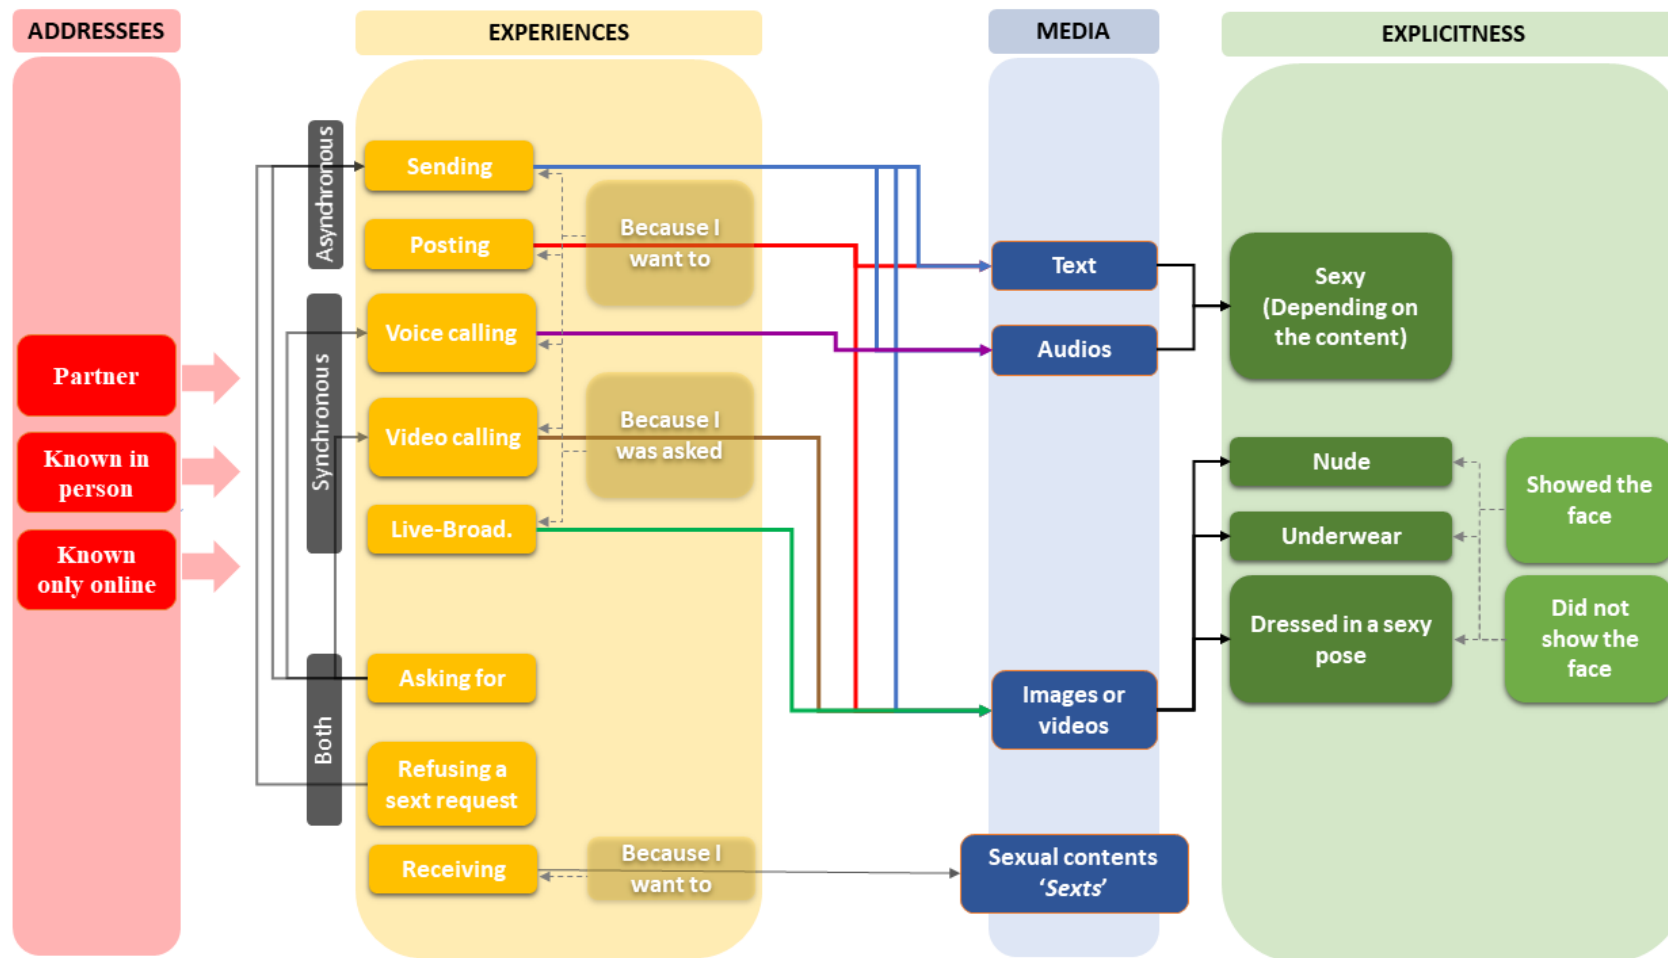 ADDRESSEES
EXPERIENCES
MEDIA
EXPLICITNESS
Asynchronous
Synchronous
Both
Partner
Known in
person
Known
only online
Sending
Posting
Voice calling
Video calling
Live-Broad.
Asking for
Refusing a
sext request
Receiving
Because I
want to
Because I
was asked
Because I
want to
Text
Audios
Images or
videos
Sexual contents
‘Sexts’
Sexy
(Depending on
the content)
Nude
Underwear
Dressed in a sexy
pose
Showed the
face
Did not
show the
face